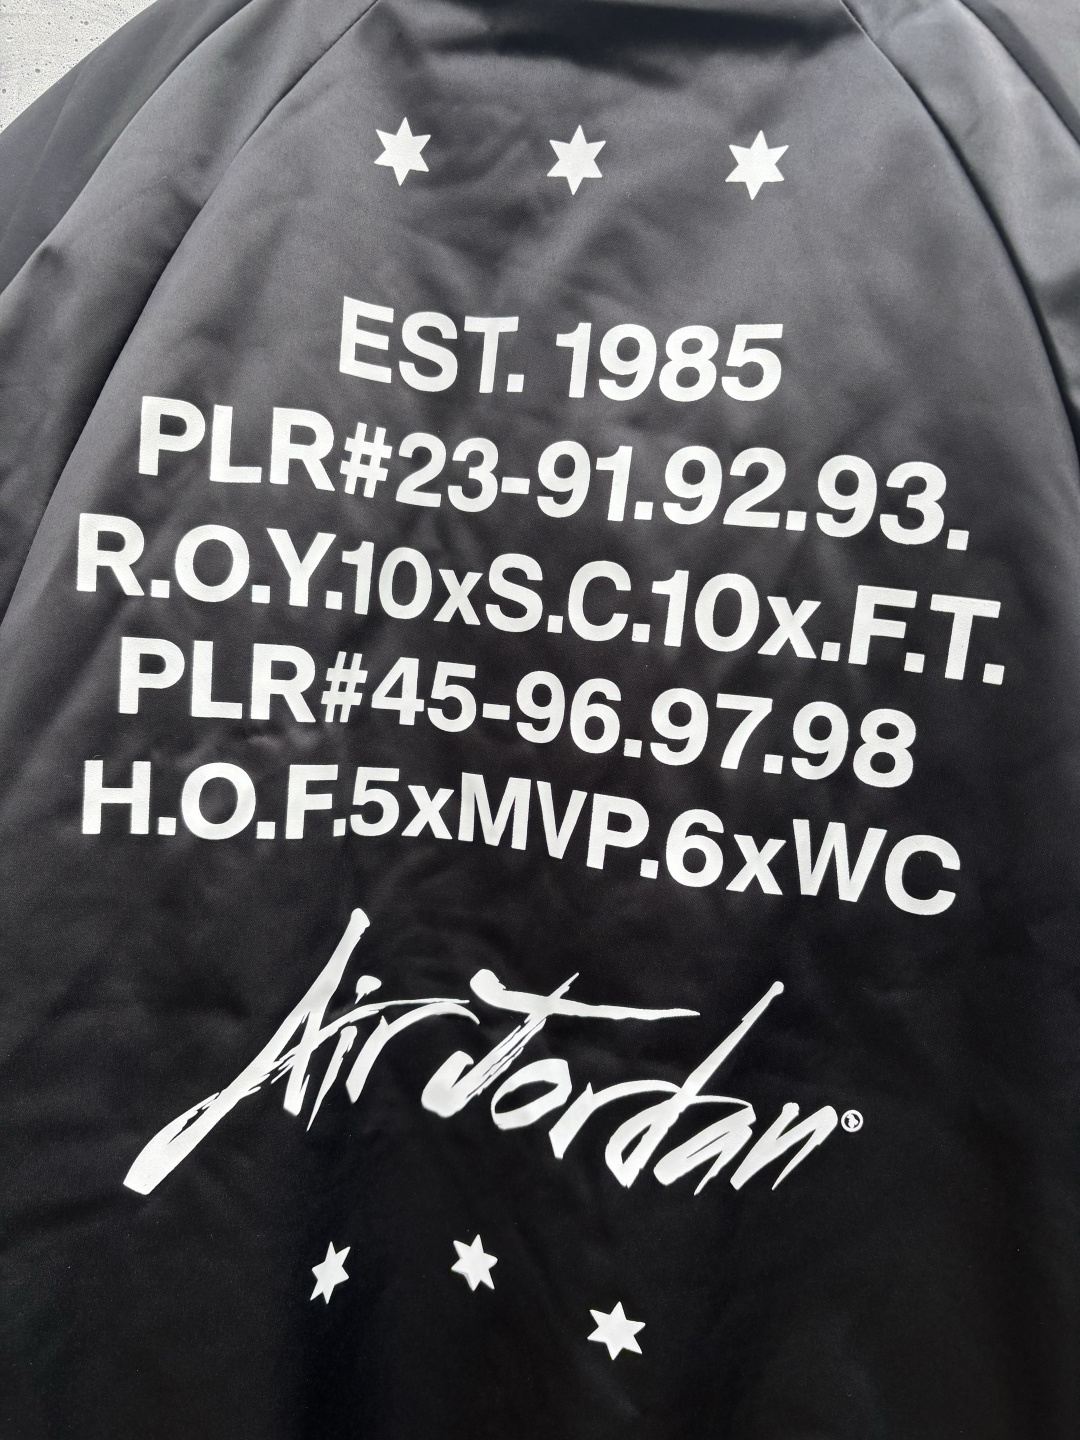 EST. 1985
PLR#23-91.92.93.
R.O.Y.10xS.C.10x.F.T.
PLR#45-96.97.98
H.O.F.5xMVP.6xWC
Air Jordan